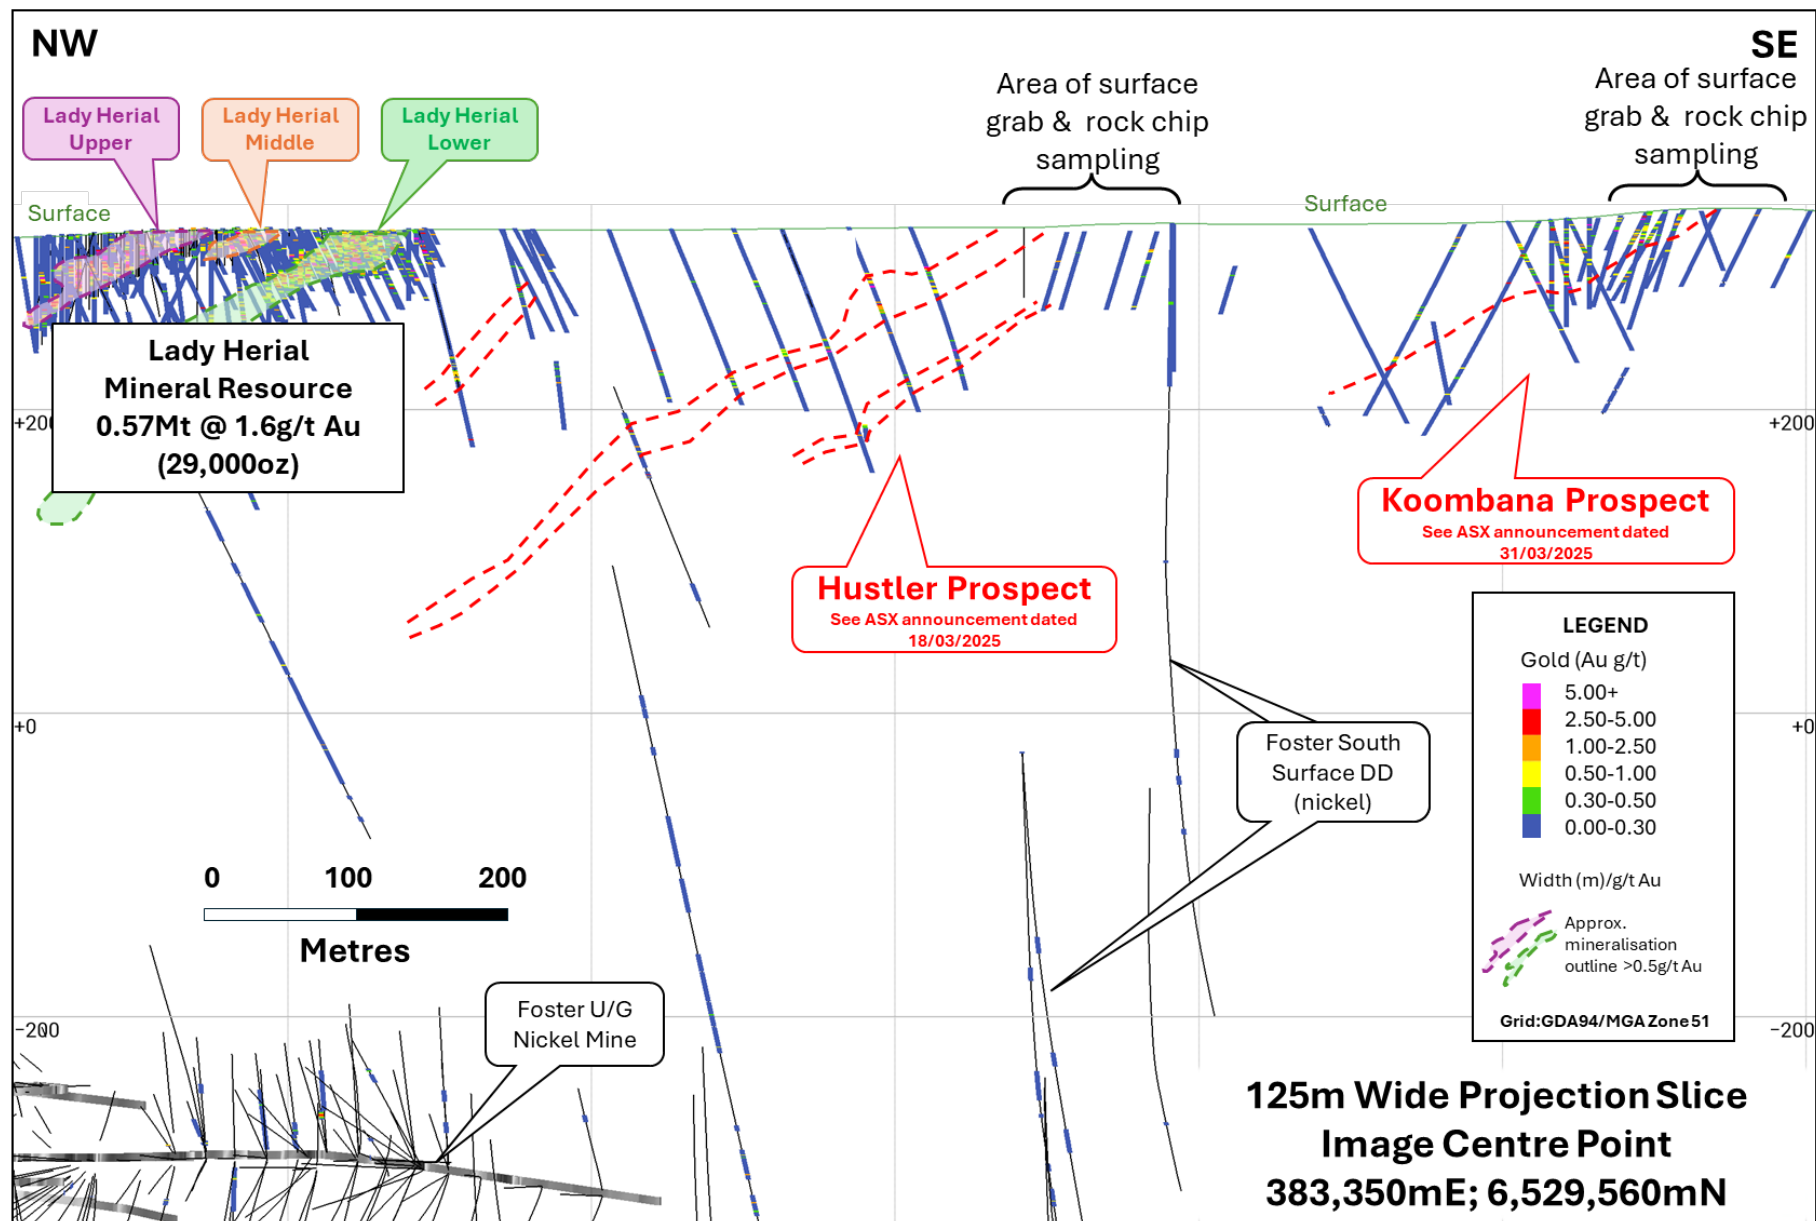 NW
SE
Area of surface
grab & rock chip
sampling
Area of surface
grab & rock chip
sampling
Lady Herial
Upper
Lady Herial
Middle
Lady Herial
Lower
Surface
Surface
Lady Herial
Mineral Resource
0.57Mt @ 1.6g/t Au
(29,000oz)
+200
+200
Koombana Prospect
See ASX announcement dated
31/03/2025
Hustler Prospect
See ASX announcement dated
18/03/2025
LEGEND
Gold (Au g/t)
5.00+
2.50-5.00
1.00-2.50
0.50-1.00
0.30-0.50
0.00-0.30
Width (m)/g/t Au
Approx.
mineralisation
outline >0.5g/t Au
Grid:GDA94/MGA Zone 51
+0
+0
Foster South
Surface DD
(nickel)
0 100 200
Metres
Foster U/G
Nickel Mine
-200
-200
125m Wide Projection Slice
Image Centre Point
383,350mE; 6,529,560mN